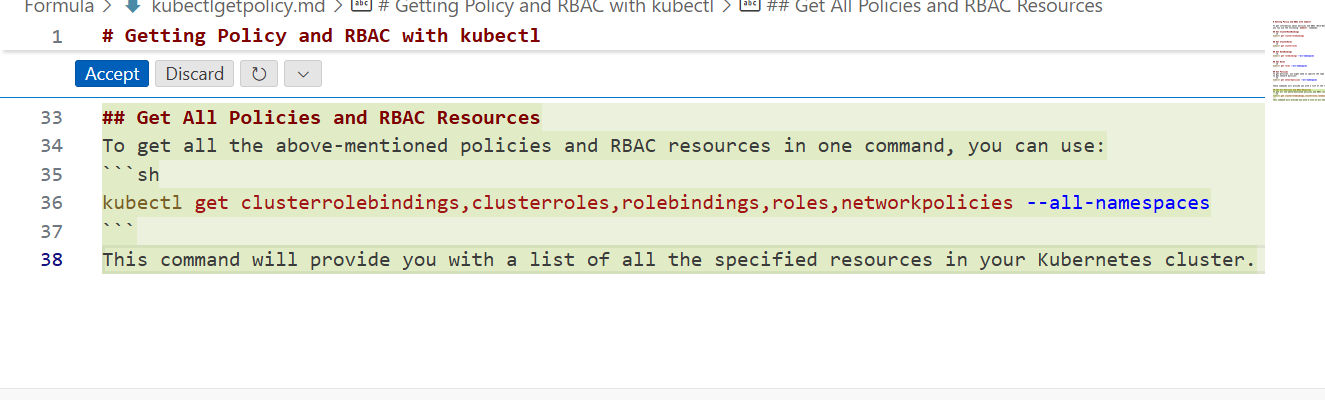 Formula > kubectlgetpolicy.md > abc # Getting Policy and RBAC with kubectl > abc ## Get All Policies and RBAC Resources
1 # Getting Policy and RBAC with kubectl
Accept Discard
33 ## Get All Policies and RBAC Resources
34 To get all the above-mentioned policies and RBAC resources in one command, you can use:
35 ```sh
36 kubectl get clusterrolebindings,clusterroles,rolebindings,roles,networkpolicies --all-namespaces
37 ```
38 This command will provide you with a list of all the specified resources in your Kubernetes cluster.